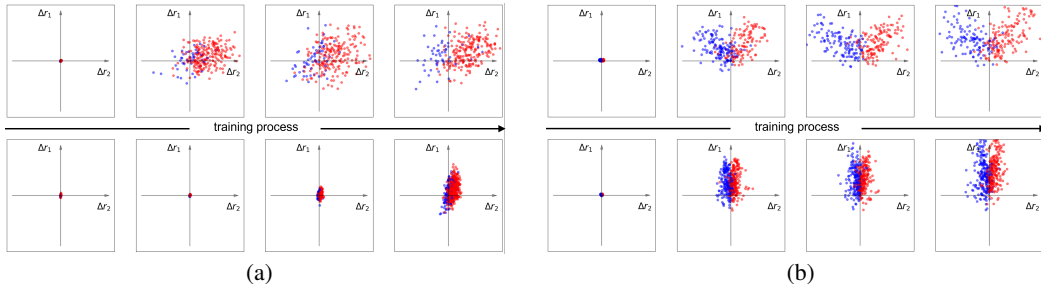 Δr₁ Δr₁ Δr₁ Δr₁ Δr₁ Δr₁ Δr₁ Δr₁
Δr₂ Δr₂ Δr₂ Δr₂ Δr₂ Δr₂ Δr₂ Δr₂
training process training process
Δr₁ Δr₁ Δr₁ Δr₁ Δr₁ Δr₁ Δr₁ Δr₁
Δr₂ Δr₂ Δr₂ Δr₂ Δr₂ Δr₂ Δr₂ Δr₂
(a) (b)